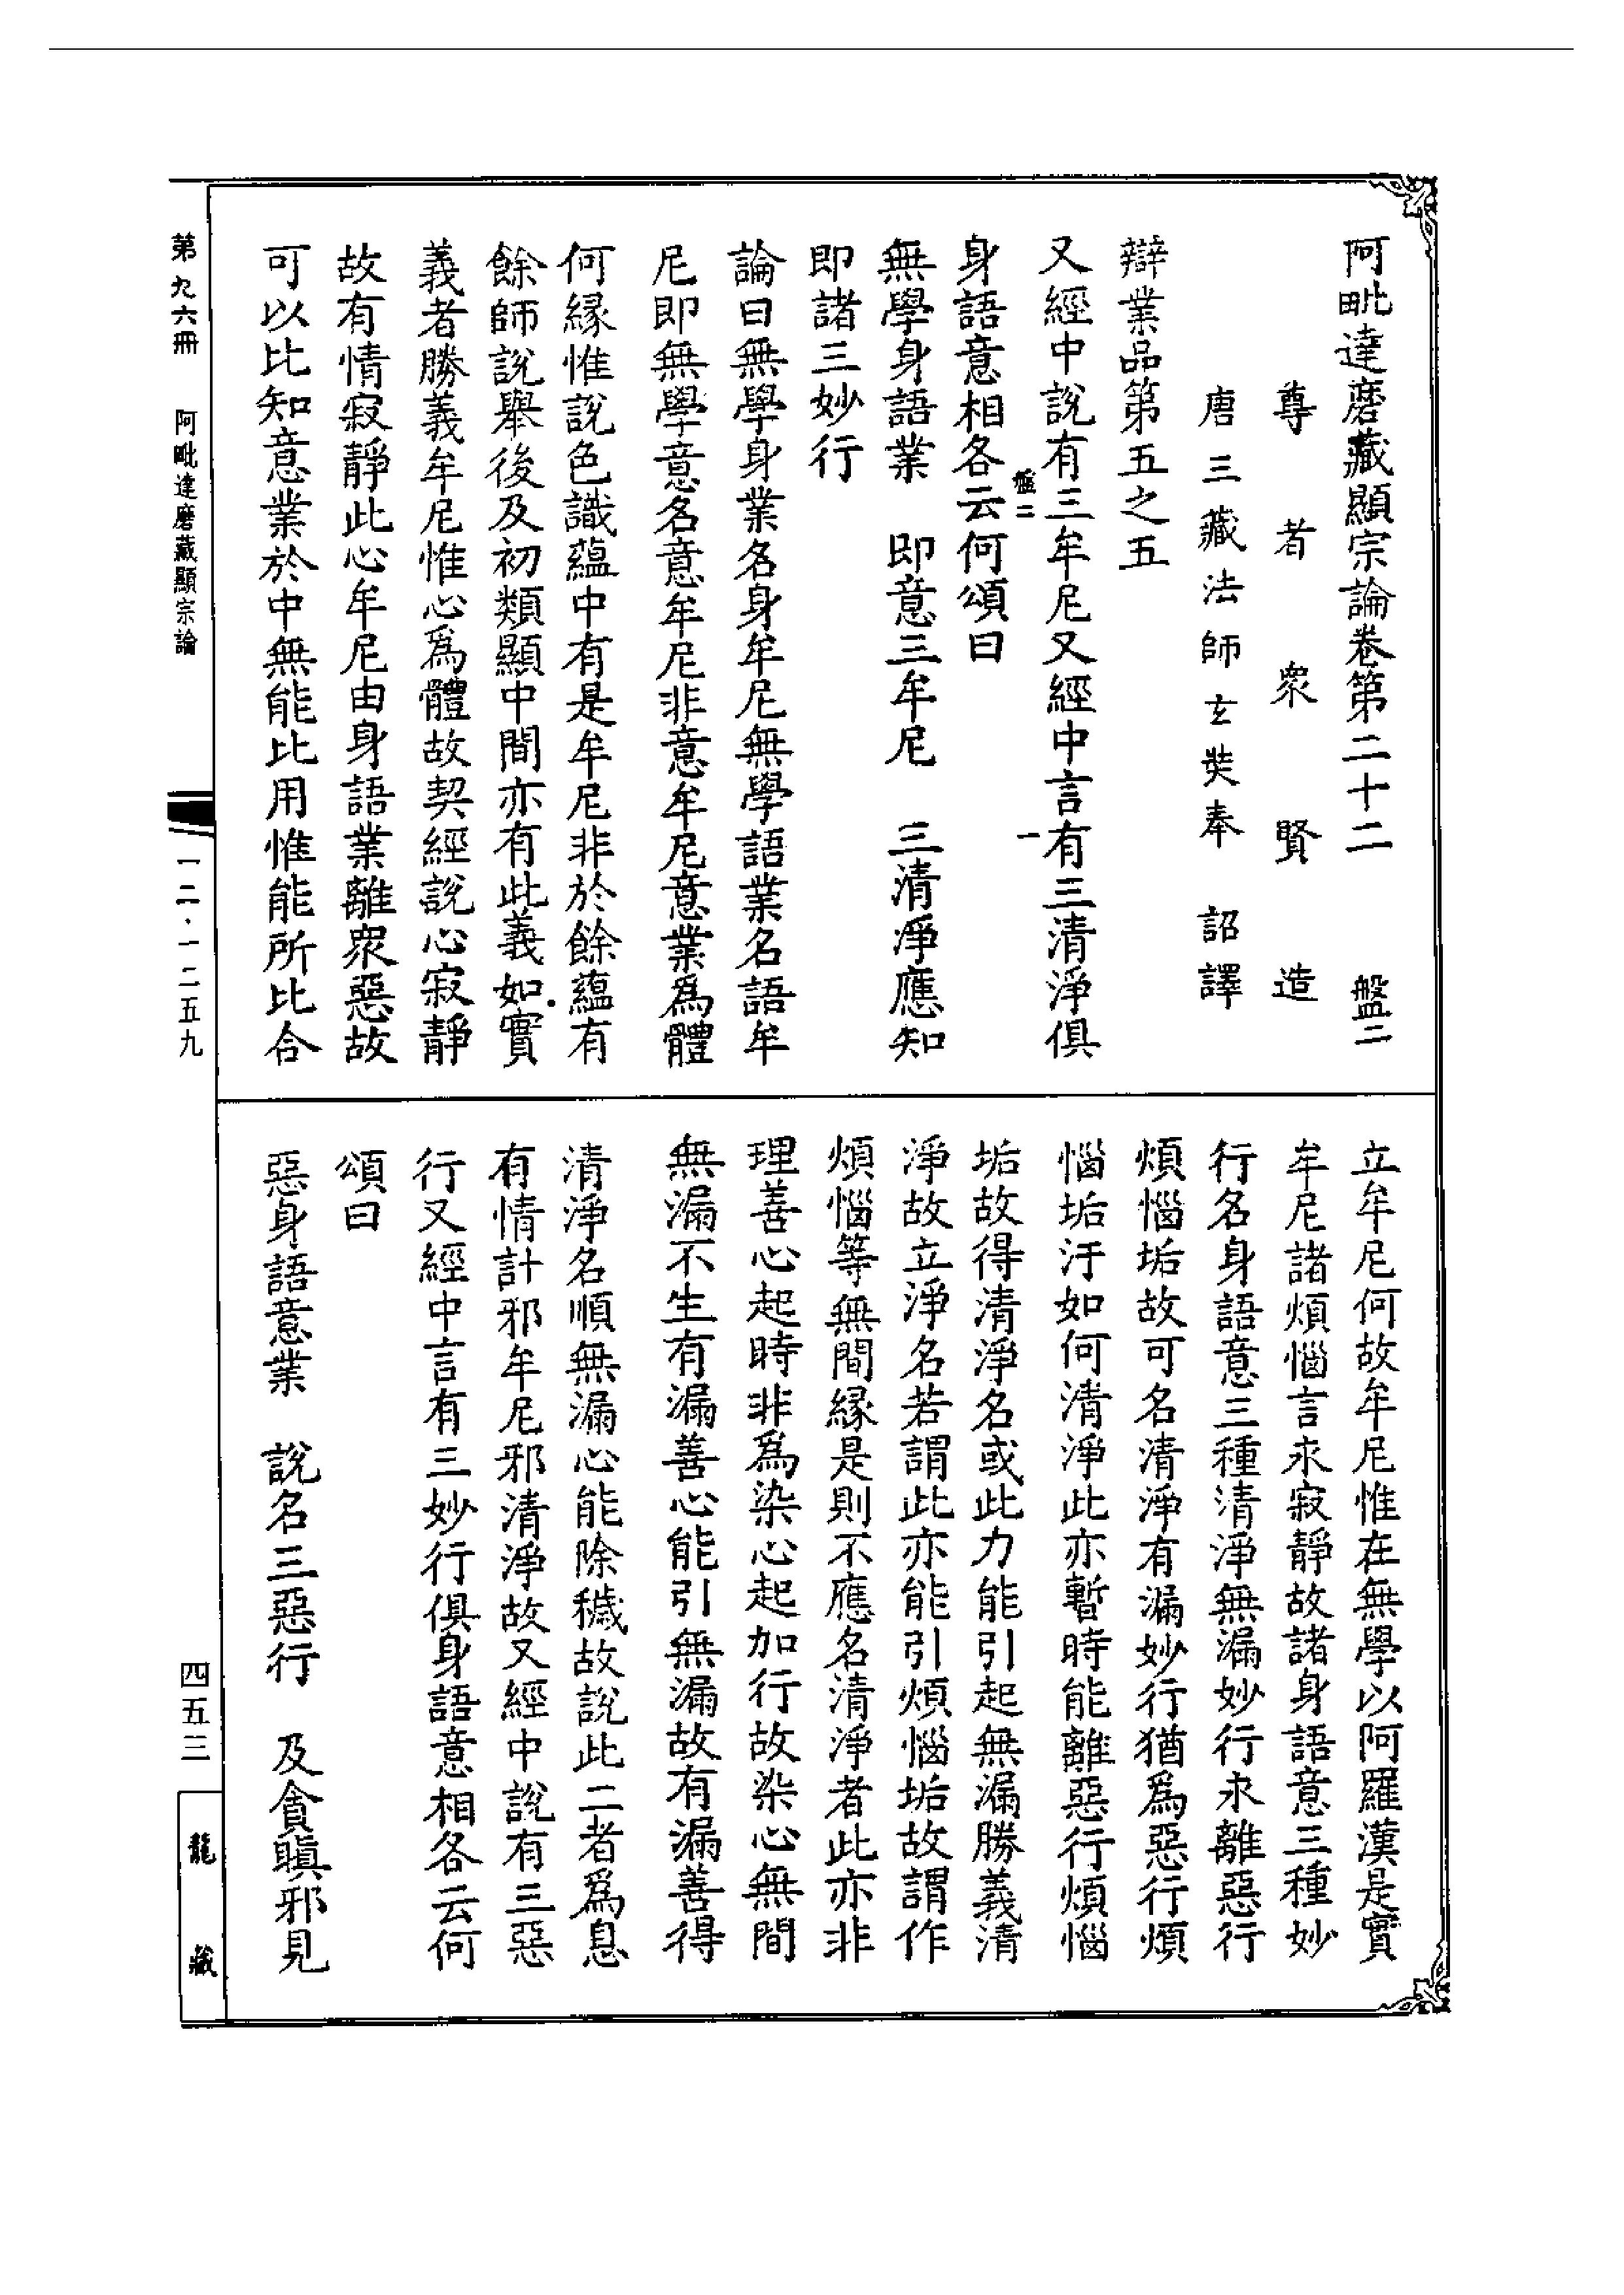 阿毗達磨藏顯宗論卷第二十二　盤二
尊者衆賢造
唐三藏法師玄奘奉　詔譯
辯業品第五之五
又經中說有三牟尼又經中言有三清淨俱
盤二　一
身語意相各云何頌曰
無學身語業　即意三牟尼　三清淨應知
即諸三妙行
論曰無學身業名身牟尼無學語業名語牟
尼即無學意名意牟尼非意牟尼意業爲體
何緣惟說色識蘊中有是牟尼非於餘蘊有
餘師說舉後及初類顯中間亦有此義如實
義者勝義牟尼惟心爲體故契經說心寂靜
故有情寂靜此心牟尼由身語業離衆惡故
可以比知意業於中無能比用惟能所比合
立牟尼何故牟尼惟在無學以阿羅漢是實
牟尼諸煩惱言永寂靜故諸身語意三種妙
行名身語意三種清淨無漏妙行永離惡行
煩惱垢故可名清淨有漏妙行猶爲惡行煩
惱垢汙如何清淨此亦暫時能離惡行煩惱
垢故得清淨名或此力能引起無漏勝義清
淨故立淨名若謂此亦能引煩惱垢故謂作
煩惱等無間緣是則不應名清淨者此亦非
理善心起時非爲染心起加行故染心無間
無漏不生有漏善心能引無漏故有漏善得
清淨名順無漏心能除穢故說此二者爲息
有情計邪牟尼邪清淨故又經中說有三惡
行又經中言有三妙行俱身語意相各云何
頌曰
惡身語意業　說名三惡行　及貪瞋邪見
第九六冊　阿毗達磨藏顯宗論
一二·一二五九
四五三
龍藏